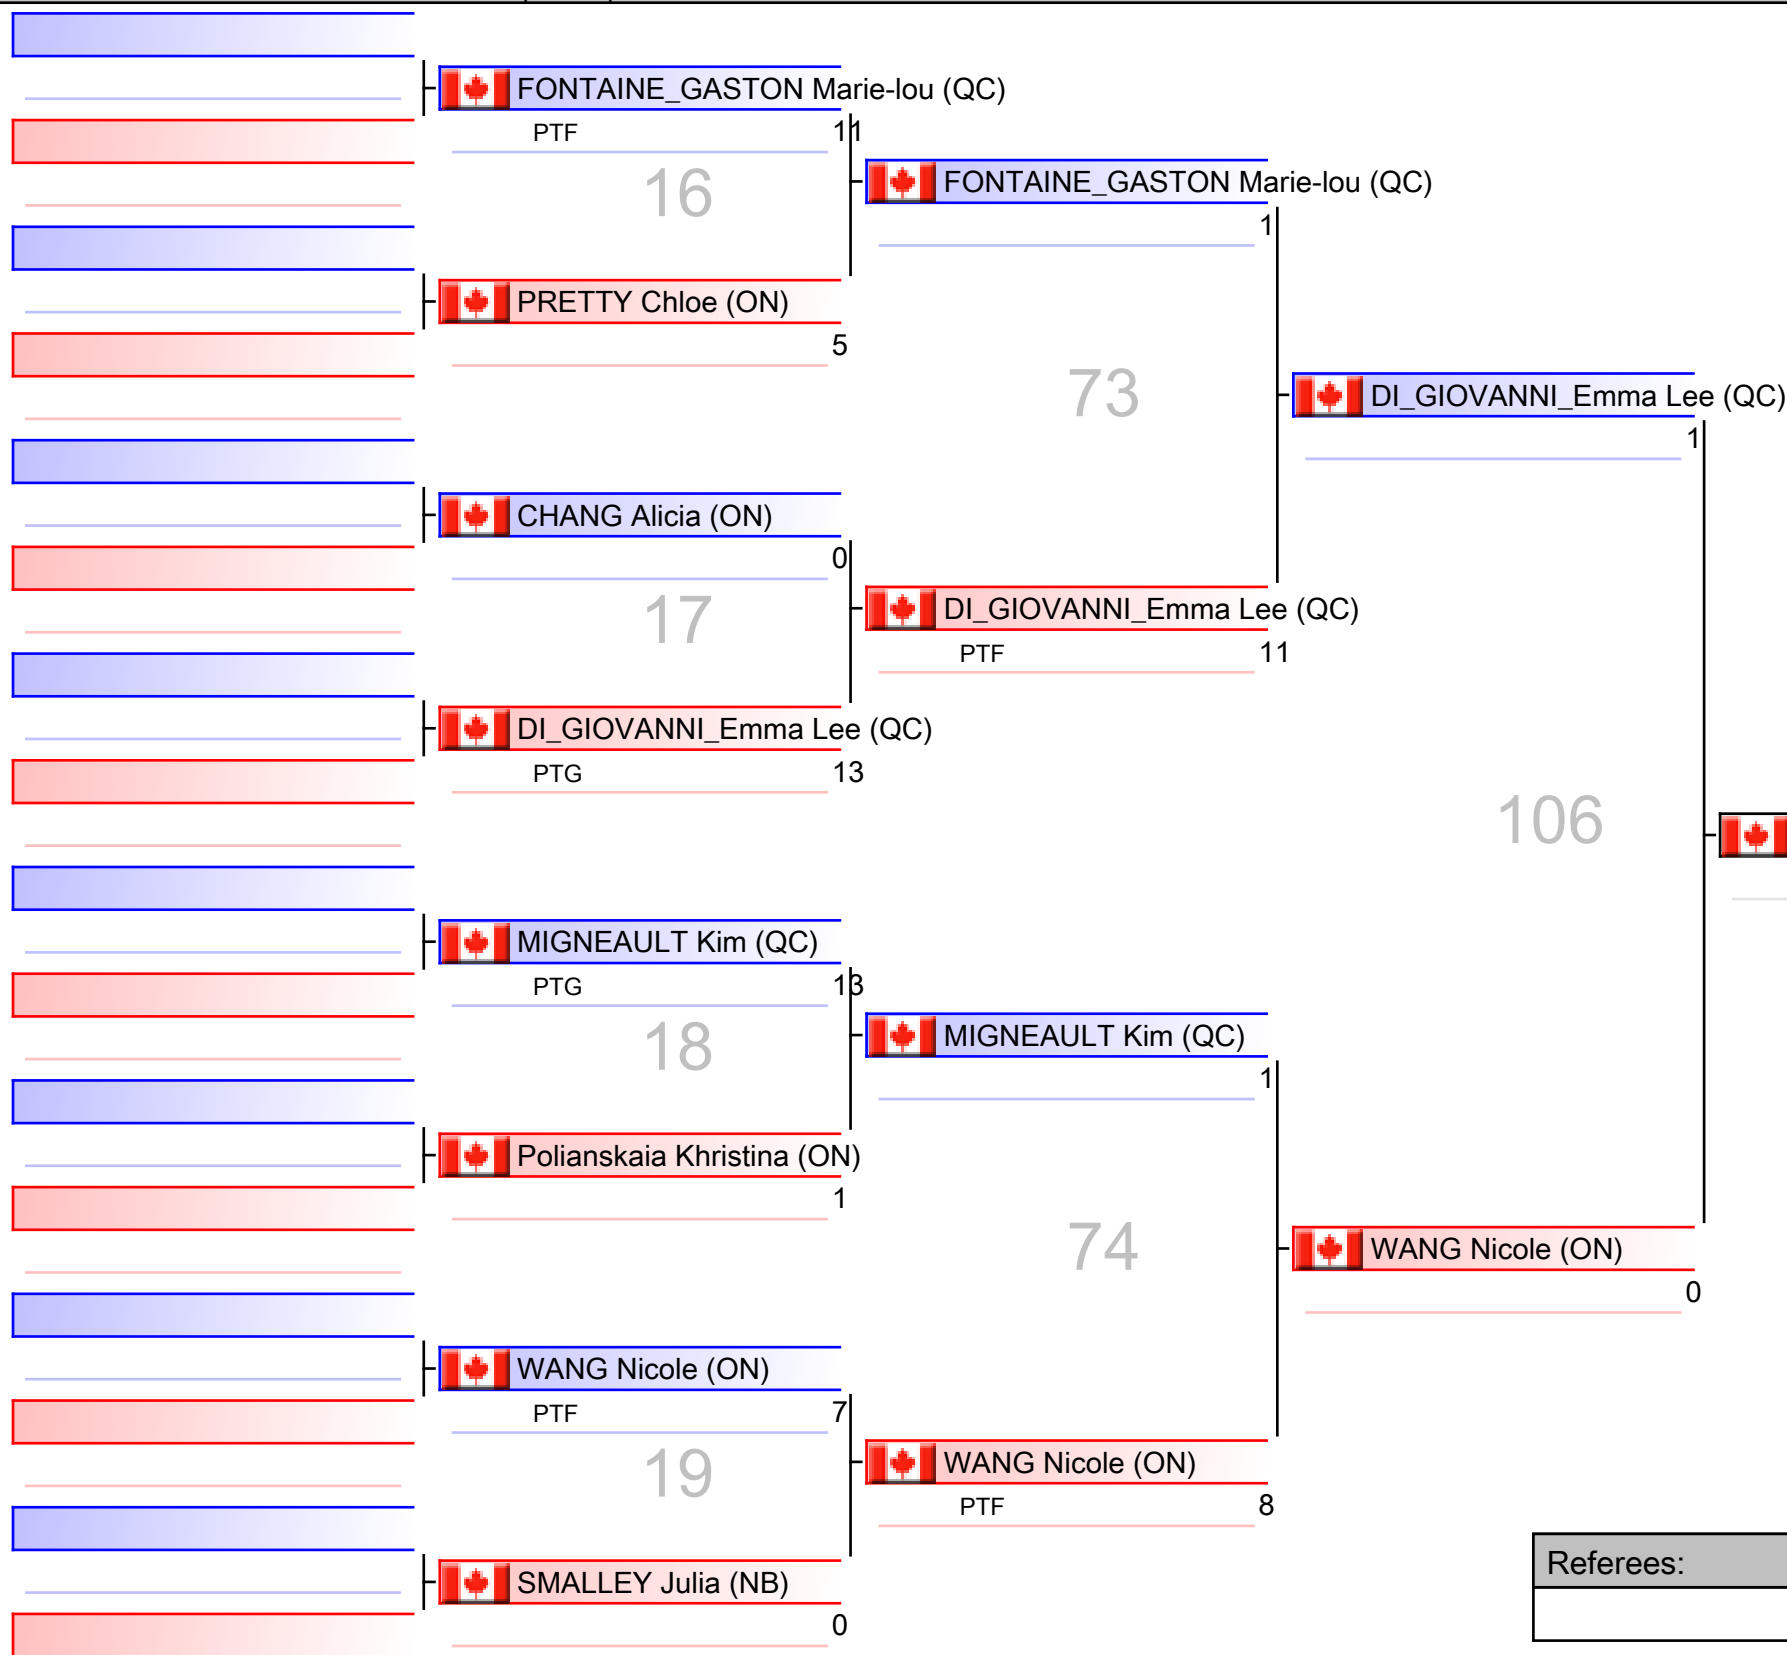 FONTAINE_GASTON Marie-lou (QC)
PTF 11
16
PRETTY Chloe (ON)
5
CHANG Alicia (ON)
0
17
DI_GIOVANNI_Emma Lee (QC)
PTG 13
MIGNEAULT Kim (QC)
PTG 13
18
Polianskaia Khristina (ON)
1
WANG Nicole (ON)
PTF 7
19
SMALLEY Julia (NB)
0
FONTAINE_GASTON Marie-lou (QC)
1
73
DI_GIOVANNI_Emma Lee (QC)
PTF 11
MIGNEAULT Kim (QC)
1
74
WANG Nicole (ON)
PTF 8
DI_GIOVANNI_Emma Lee (QC)
1
106
WANG Nicole (ON)
0
Referees: